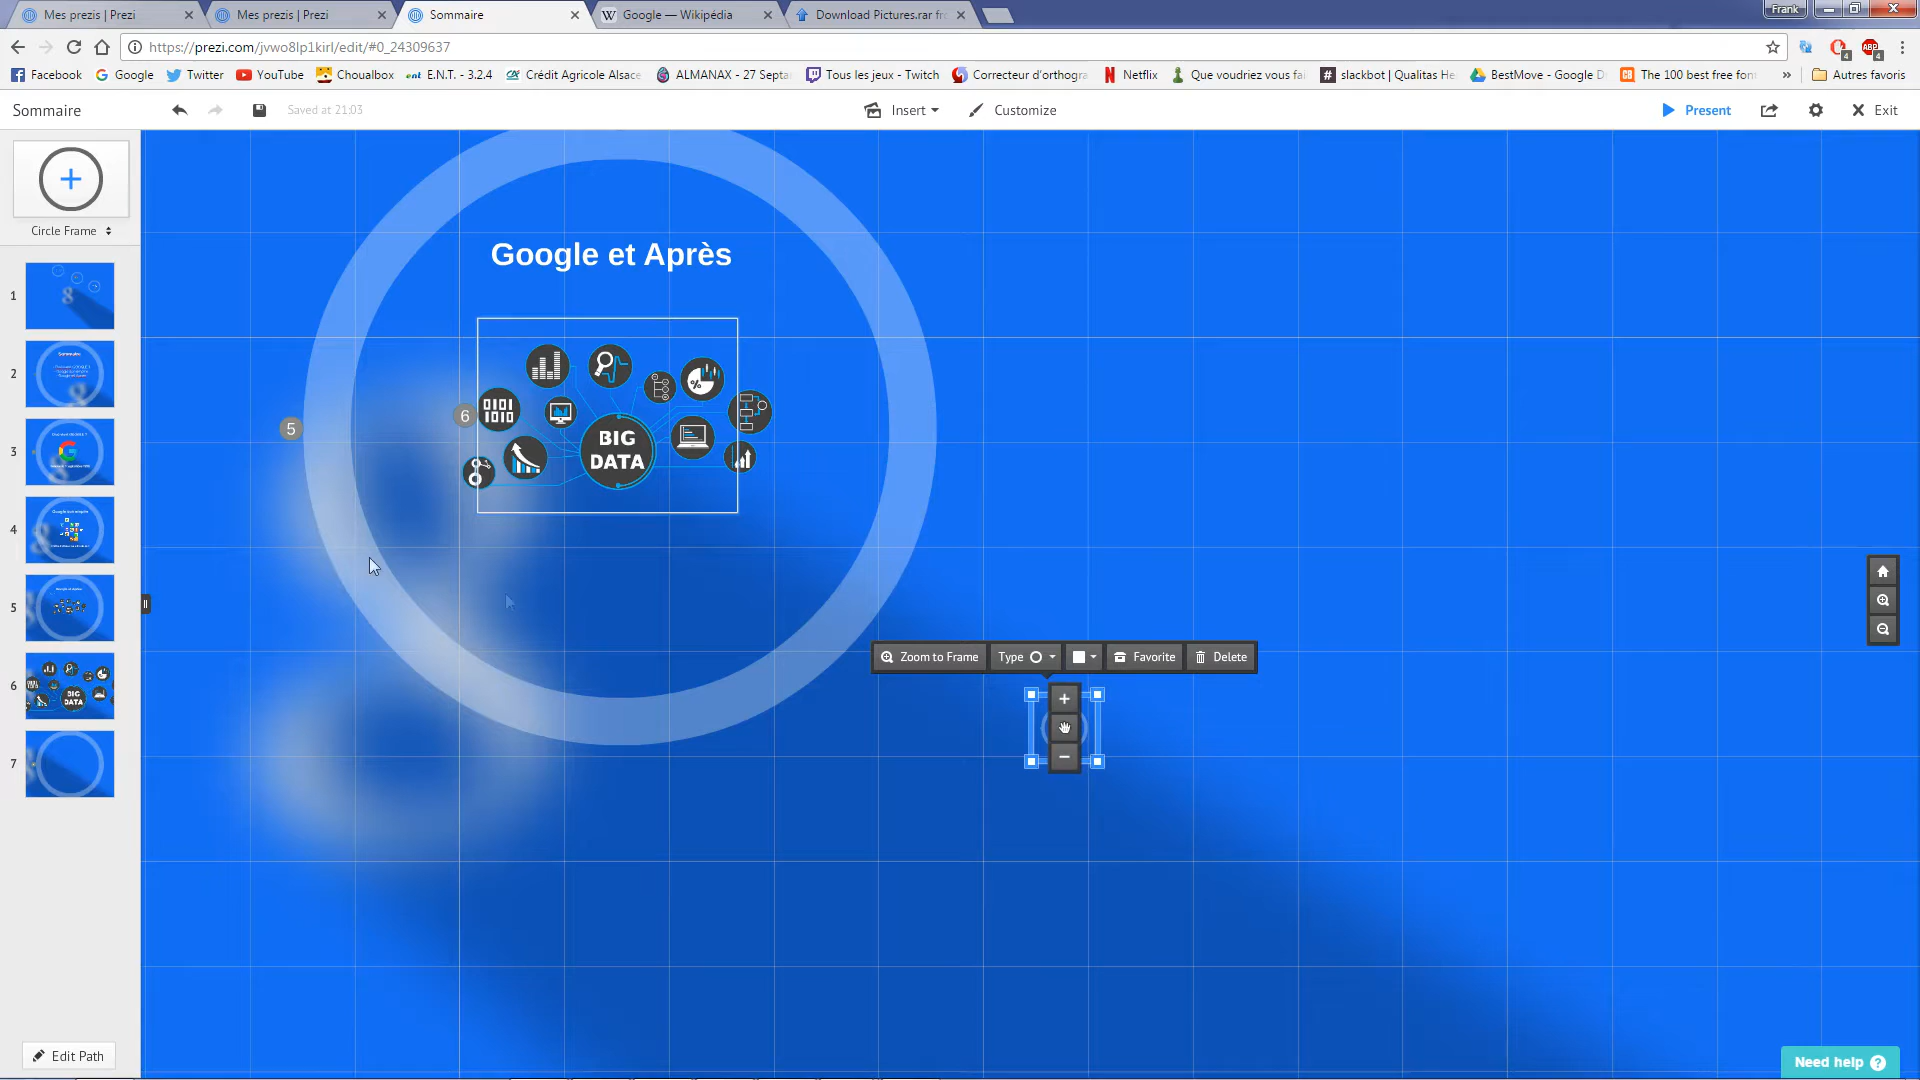 Mes prezis | Prezi
Mes prezis | Prezi
Sommaire
Google — Wikipédia
Download Pictures.rar fr
Frank
https://prezi.com/jvwo8lp1kirl/edit/#0_24309637
Facebook
Google
Twitter
YouTube
Choualbox
E.N.T. - 3.2.4
Crédit Agricole Alsace
ALMANAX - 27 Septa
Tous les jeux - Twitch
Correcteur d'orthogra
Netflix
Que voudriez vous fai
slackbot | Qualitas He
BestMove - Google D
The 100 best free font
»
Autres favoris
Sommaire
Saved at 21:03
Insert
Customize
Present
Exit
Circle Frame
1
2
3
4
5
6
7
Google et Après
5
6
0101
1010
%
BIG
DATA
Zoom to Frame
Type
Favorite
Delete
Edit Path
Need help ?